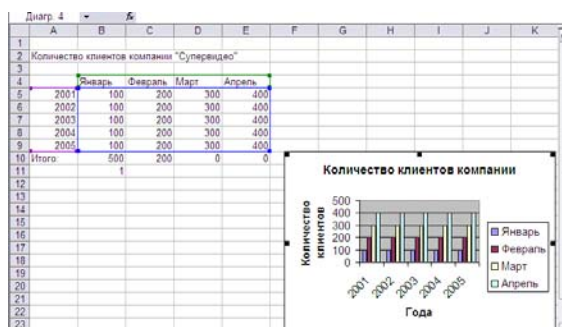 Диагр. 4 fx
A B C D E F G H I J K
1
2 Количество клиентов компании "Супервидео"
3
4 Январь Февраль Март Апрель
5 2001 100 200 300 400
6 2002 100 200 300 400
7 2003 100 200 300 400
8 2004 100 200 300 400
9 2005 100 200 300 400
10 Итого: 500 200 0 0
11 1
12
13
14
15
16
17
18
19
20
21
22
23
Количество клиентов компании
Количество
клиентов
500
400
300
200
100
0
2001 2002 2003 2004 2005
Года
Январь
Февраль
Март
Апрель